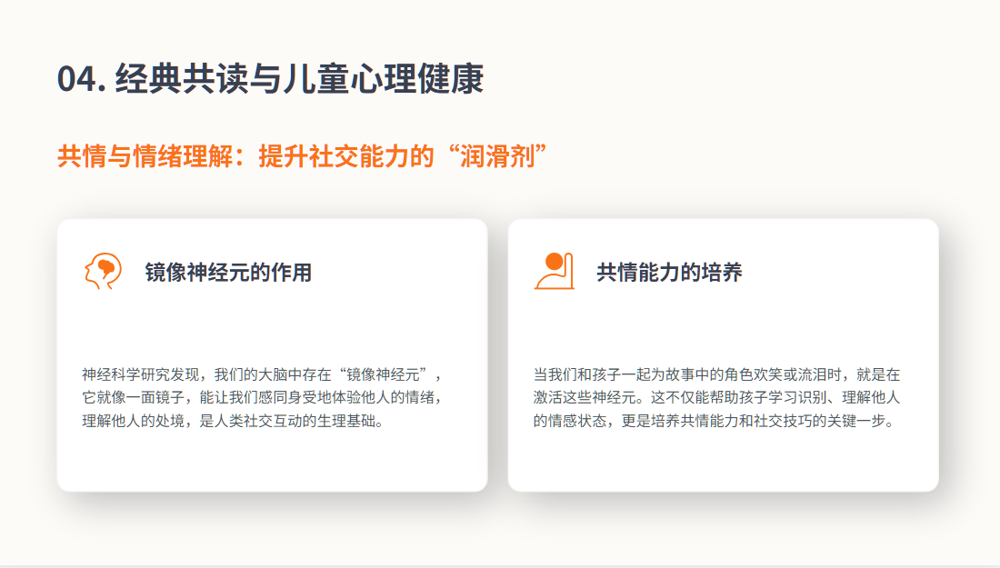 04. 经典共读与儿童心理健康
共情与情绪理解：提升社交能力的“润滑剂”
镜像神经元的作用
神经科学研究发现，我们的大脑中存在“镜像神经元”，
它就像一面镜子，能让我们感同身受地体验他人的情绪，
理解他人的处境，是人类社交互动的生理基础。
共情能力的培养
当我们和孩子一起为故事中的角色欢笑或流泪时，就是在
激活这些神经元。这不仅能帮助孩子学习识别、理解他人
的情感状态，更是培养共情能力和社交技巧的关键一步。